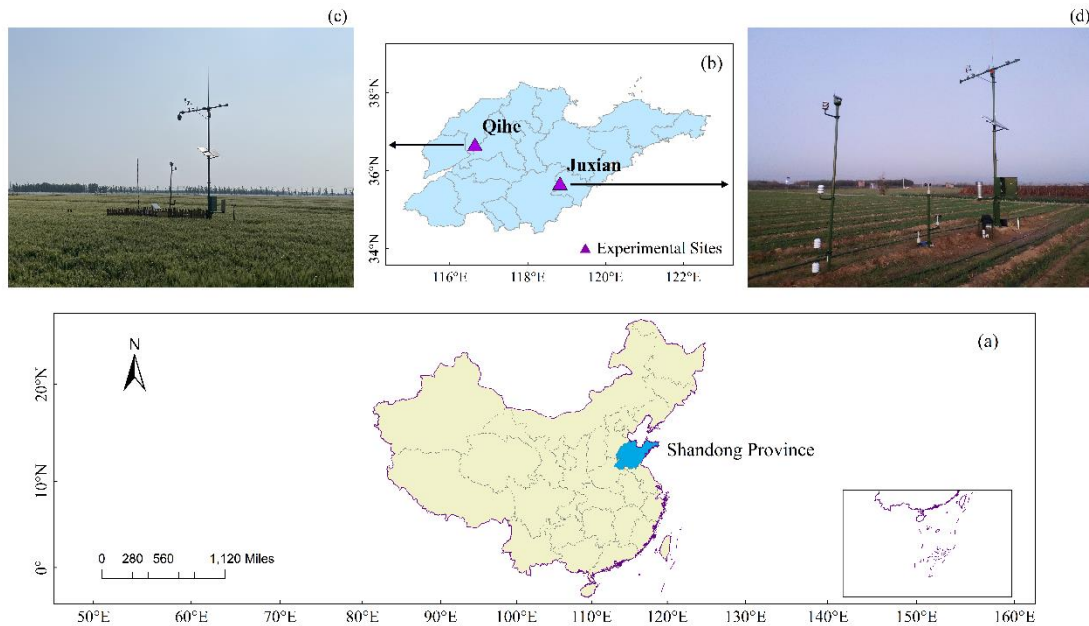 (c)
(b)
(d)
38°N
36°N
34°N
Qihe
Juxian
Experimental Sites
116°E
118°E
120°E
122°E
(a)
N
20°N
10°N
0°
Shandong Province
0 280 560 1,120 Miles
50°E
60°E
70°E
80°E
90°E
100°E
110°E
120°E
130°E
140°E
150°E
160°E